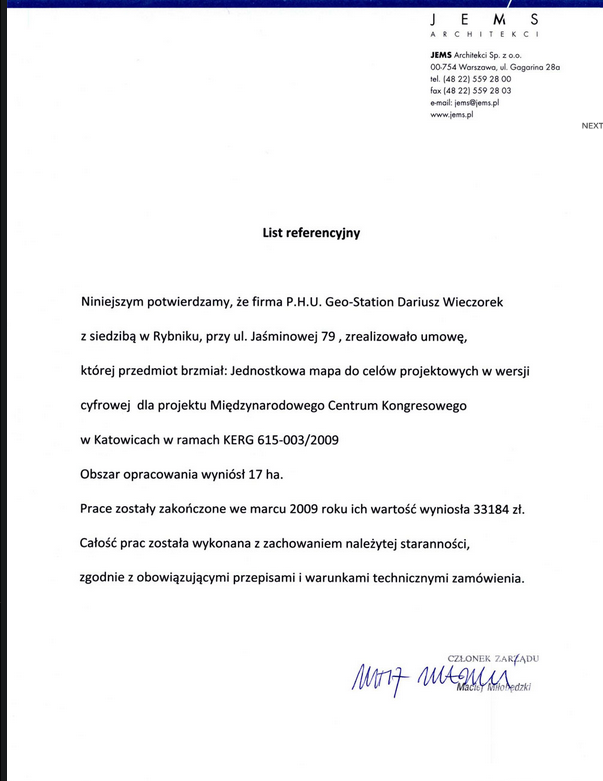 JEMS
ARCHITEKCI
JEMS Architekci Sp. z o.o.
00-754 Warszawa, ul. Gagarina 28a
tel. (48 22) 559 28 00
fax (48 22) 559 28 03
e-mail: jems@jems.pl
www.jems.pl
NEXT
List referencyjny
Niniejszym potwierdzamy, że firma P.H.U. Geo-Station Dariusz Wieczorek
z siedzibą w Rybniku, przy ul. Jaśminowej 79 , zrealizowało umowę,
której przedmiot brzmiał: Jednostkowa mapa do celów projektowych w wersji
cyfrowej dla projektu Międzynarodowego Centrum Kongresowego
w Katowicach w ramach KERG 615-003/2009
Obszar opracowania wyniósł 17 ha.
Prace zostały zakończone we marcu 2009 roku ich wartość wyniosła 33184 zł.
Całość prac została wykonana z zachowaniem należytej staranności,
zgodnie z obowiązującymi przepisami i warunkami technicznymi zamówienia.
CZŁONEK ZARZĄDU
Maciej Miłobędzki